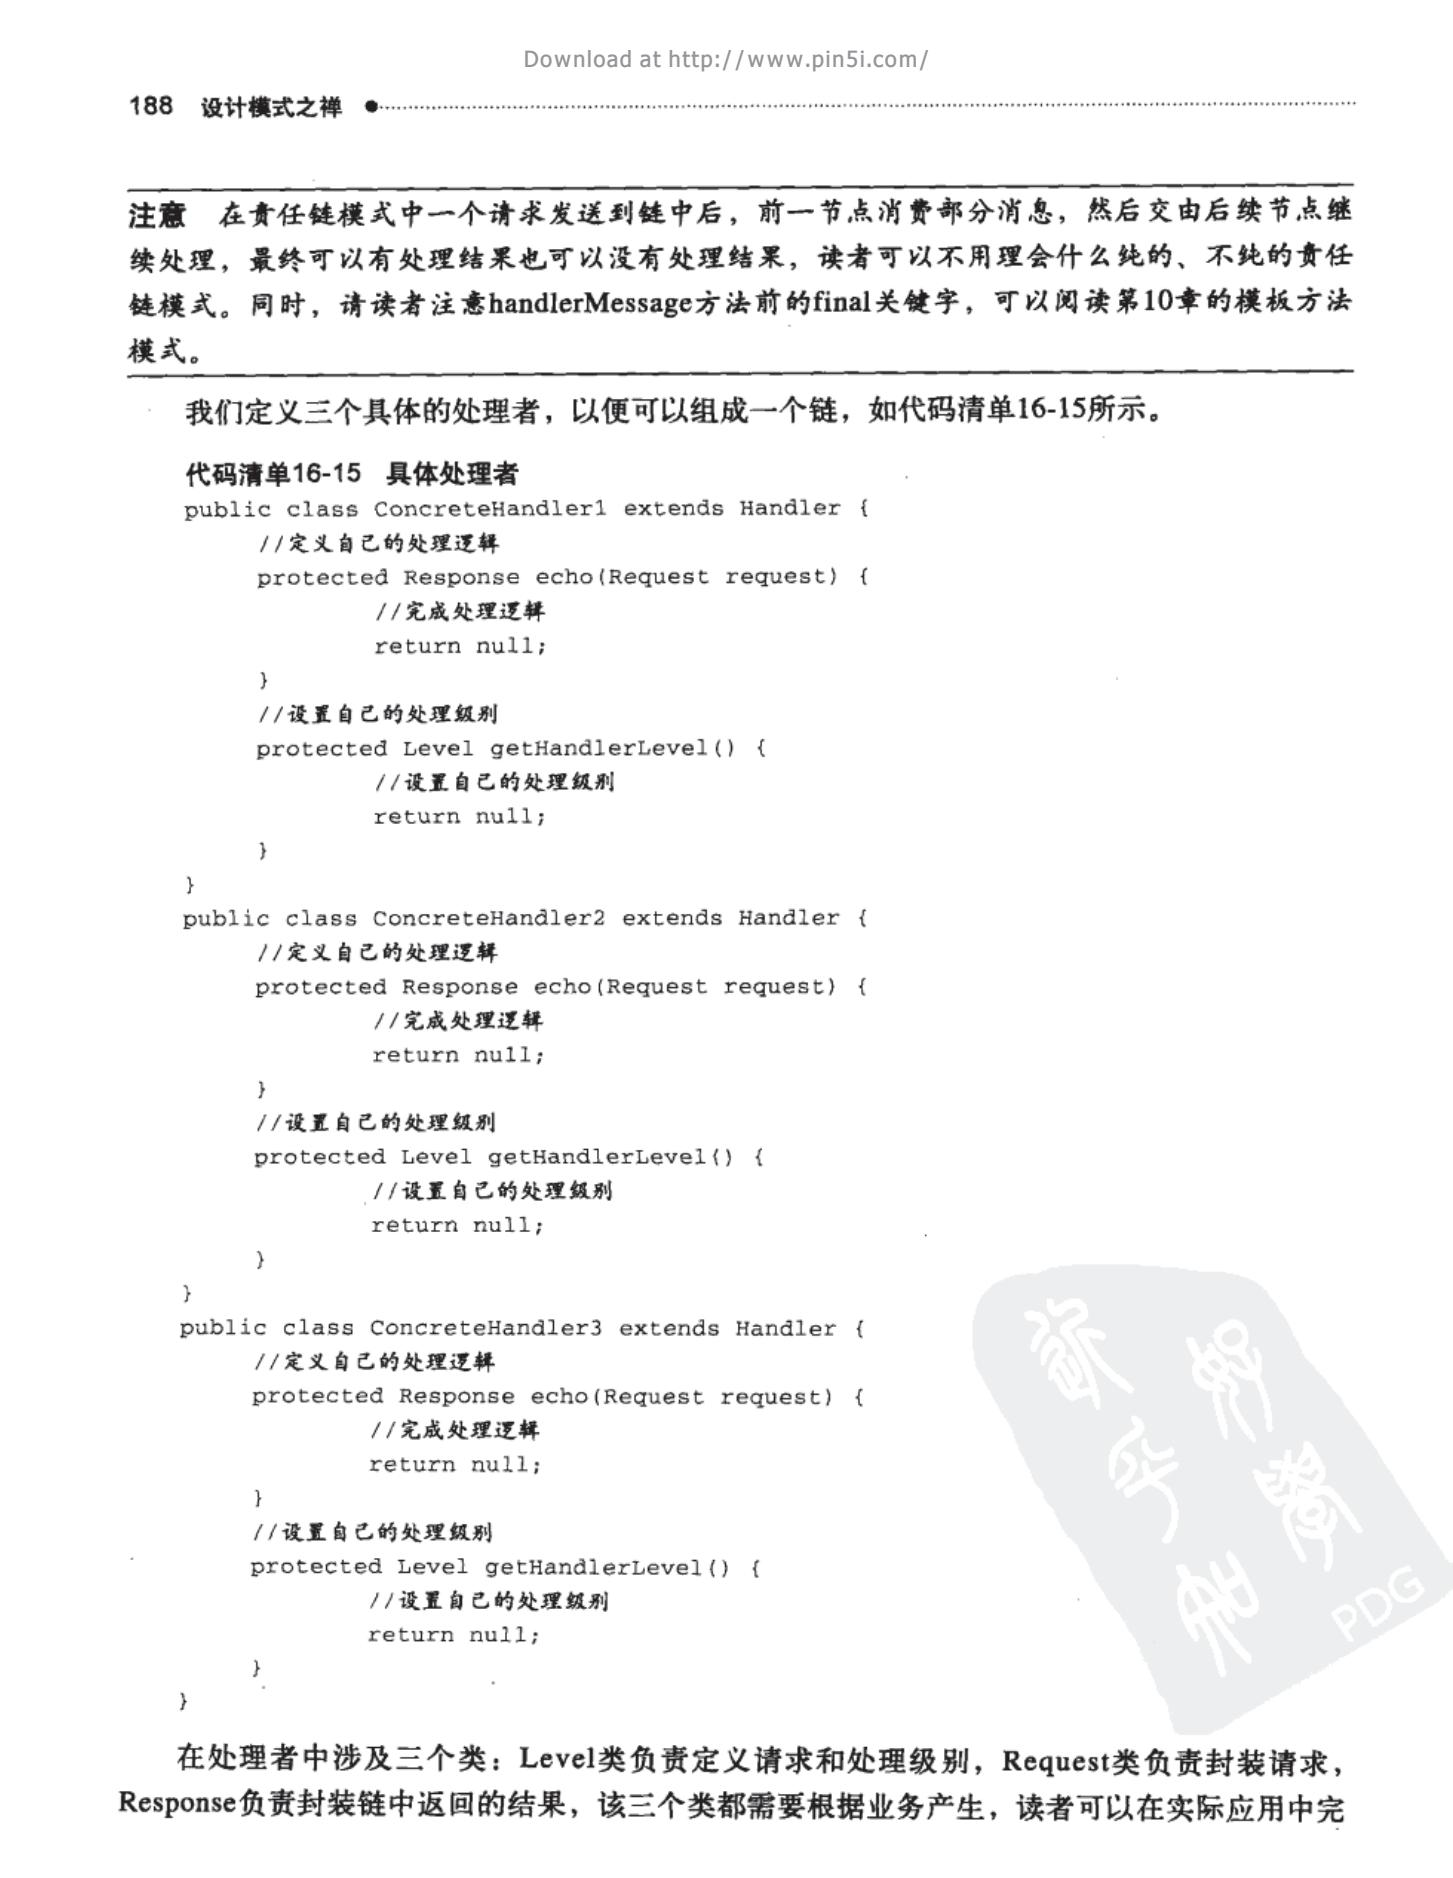 Download at http://www.pin5i.com/
188 设计模式之禅
注意 在责任链模式中一个请求发送到链中后，前一节点消费部分消息，然后交由后续节点继
续处理，最终可以有处理结果也可以没有处理结果，读者可以不用理会什么纯的、不纯的责任
链模式。同时，请读者注意handlerMessage方法前的final关键字，可以阅读第10章的模板方法
模式。
我们定义三个具体的处理者，以便可以组成一个链，如代码清单16-15所示。
代码清单16-15 具体处理者
public class ConcreteHandler1 extends Handler {
//定义自己的处理逻辑
protected Response echo(Request request) {
//完成处理逻辑
return null;
}
//设置自己的处理级别
protected Level getHandlerLevel() {
//设置自己的处理级别
return null;
}
}
public class ConcreteHandler2 extends Handler {
//定义自己的处理逻辑
protected Response echo(Request request) {
//完成处理逻辑
return null;
}
//设置自己的处理级别
protected Level getHandlerLevel() {
//设置自己的处理级别
return null;
}
}
public class ConcreteHandler3 extends Handler {
//定义自己的处理逻辑
protected Response echo(Request request) {
//完成处理逻辑
return null;
}
//设置自己的处理级别
protected Level getHandlerLevel() {
//设置自己的处理级别
return null;
}
}
PDG
在处理者中涉及三个类：Level类负责定义请求和处理级别，Request类负责封装请求，
Response负责封装链中返回的结果，该三个类都需要根据业务产生，读者可以在实际应用中完